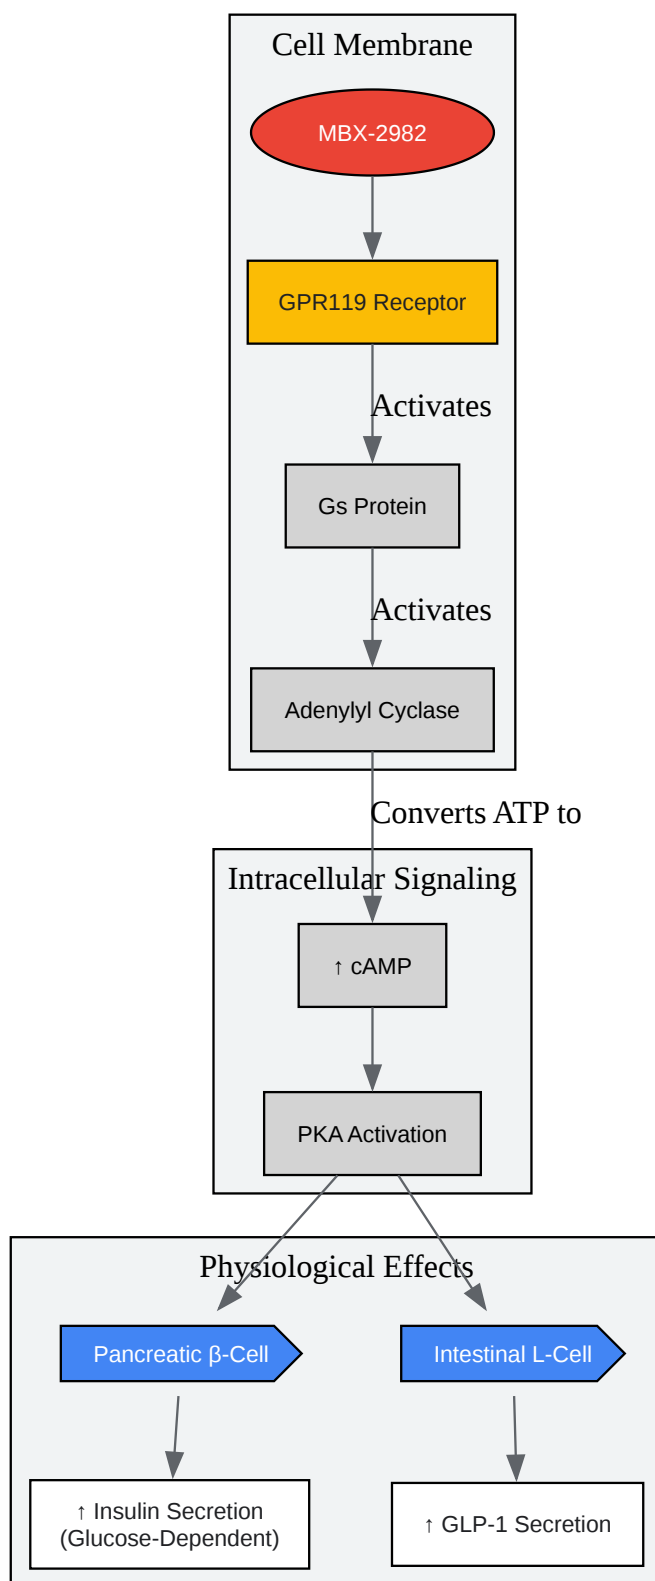 Cell Membrane
MBX-2982
GPR119 Receptor
Activates
Gs Protein
Activates
Adenylyl Cyclase
Converts ATP to
Intracellular Signaling
↑ cAMP
PKA Activation
Physiological Effects
Pancreatic β-Cell
Intestinal L-Cell
↑ Insulin Secretion
(Glucose-Dependent)
↑ GLP-1 Secretion